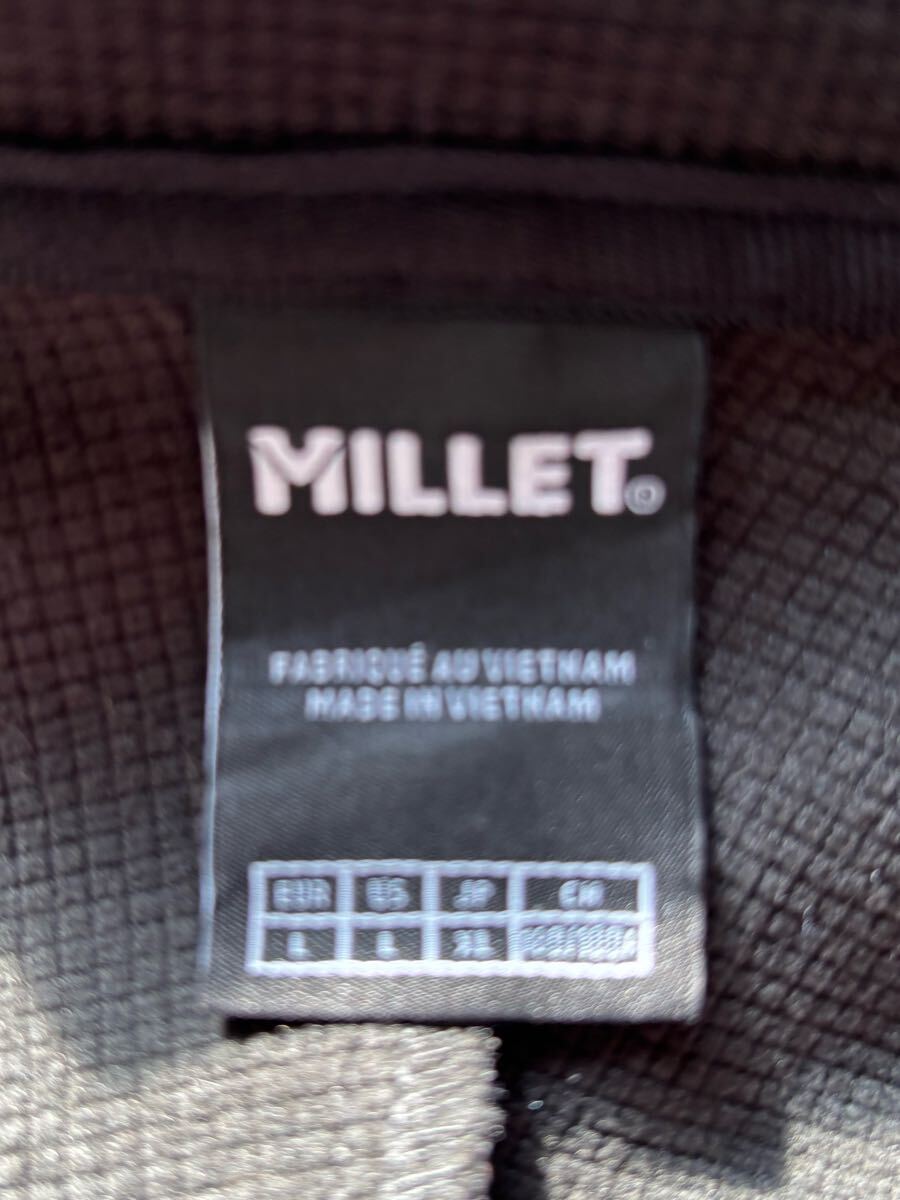 MILLET®
FABRIQUÉ AU VIETNAM
MADE IN VIETNAM
EUR US JP CN
L L XL